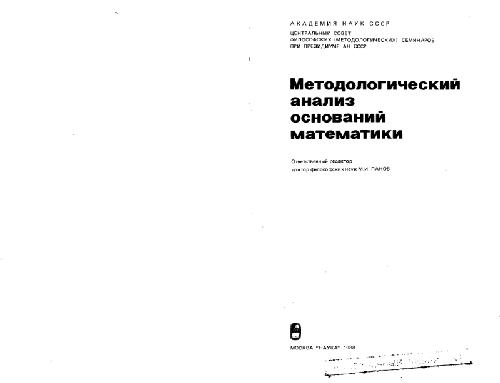 АКАДЕМИЯ НАУК СССР
ЦЕНТРАЛЬНЫЙ СОВЕТ
ФИЛОСОФСКИХ (МЕТОДОЛОГИЧЕСКИХ) СЕМИНАРОВ
ПРИ ПРЕЗИДИУМЕ АН СССР
Методологический
анализ
оснований
математики
Ответственный редактор
доктор философских наук М.И. ПАНОВ
МОСКВА "НАУКА" 1988